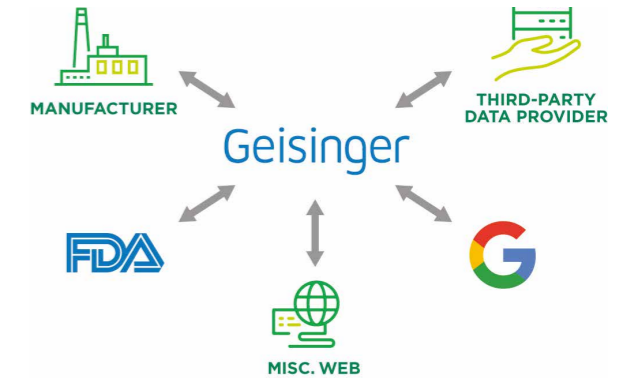 MANUFACTURER
THIRD-PARTY
DATA PROVIDER
Geisinger
FDA
G
MISC. WEB